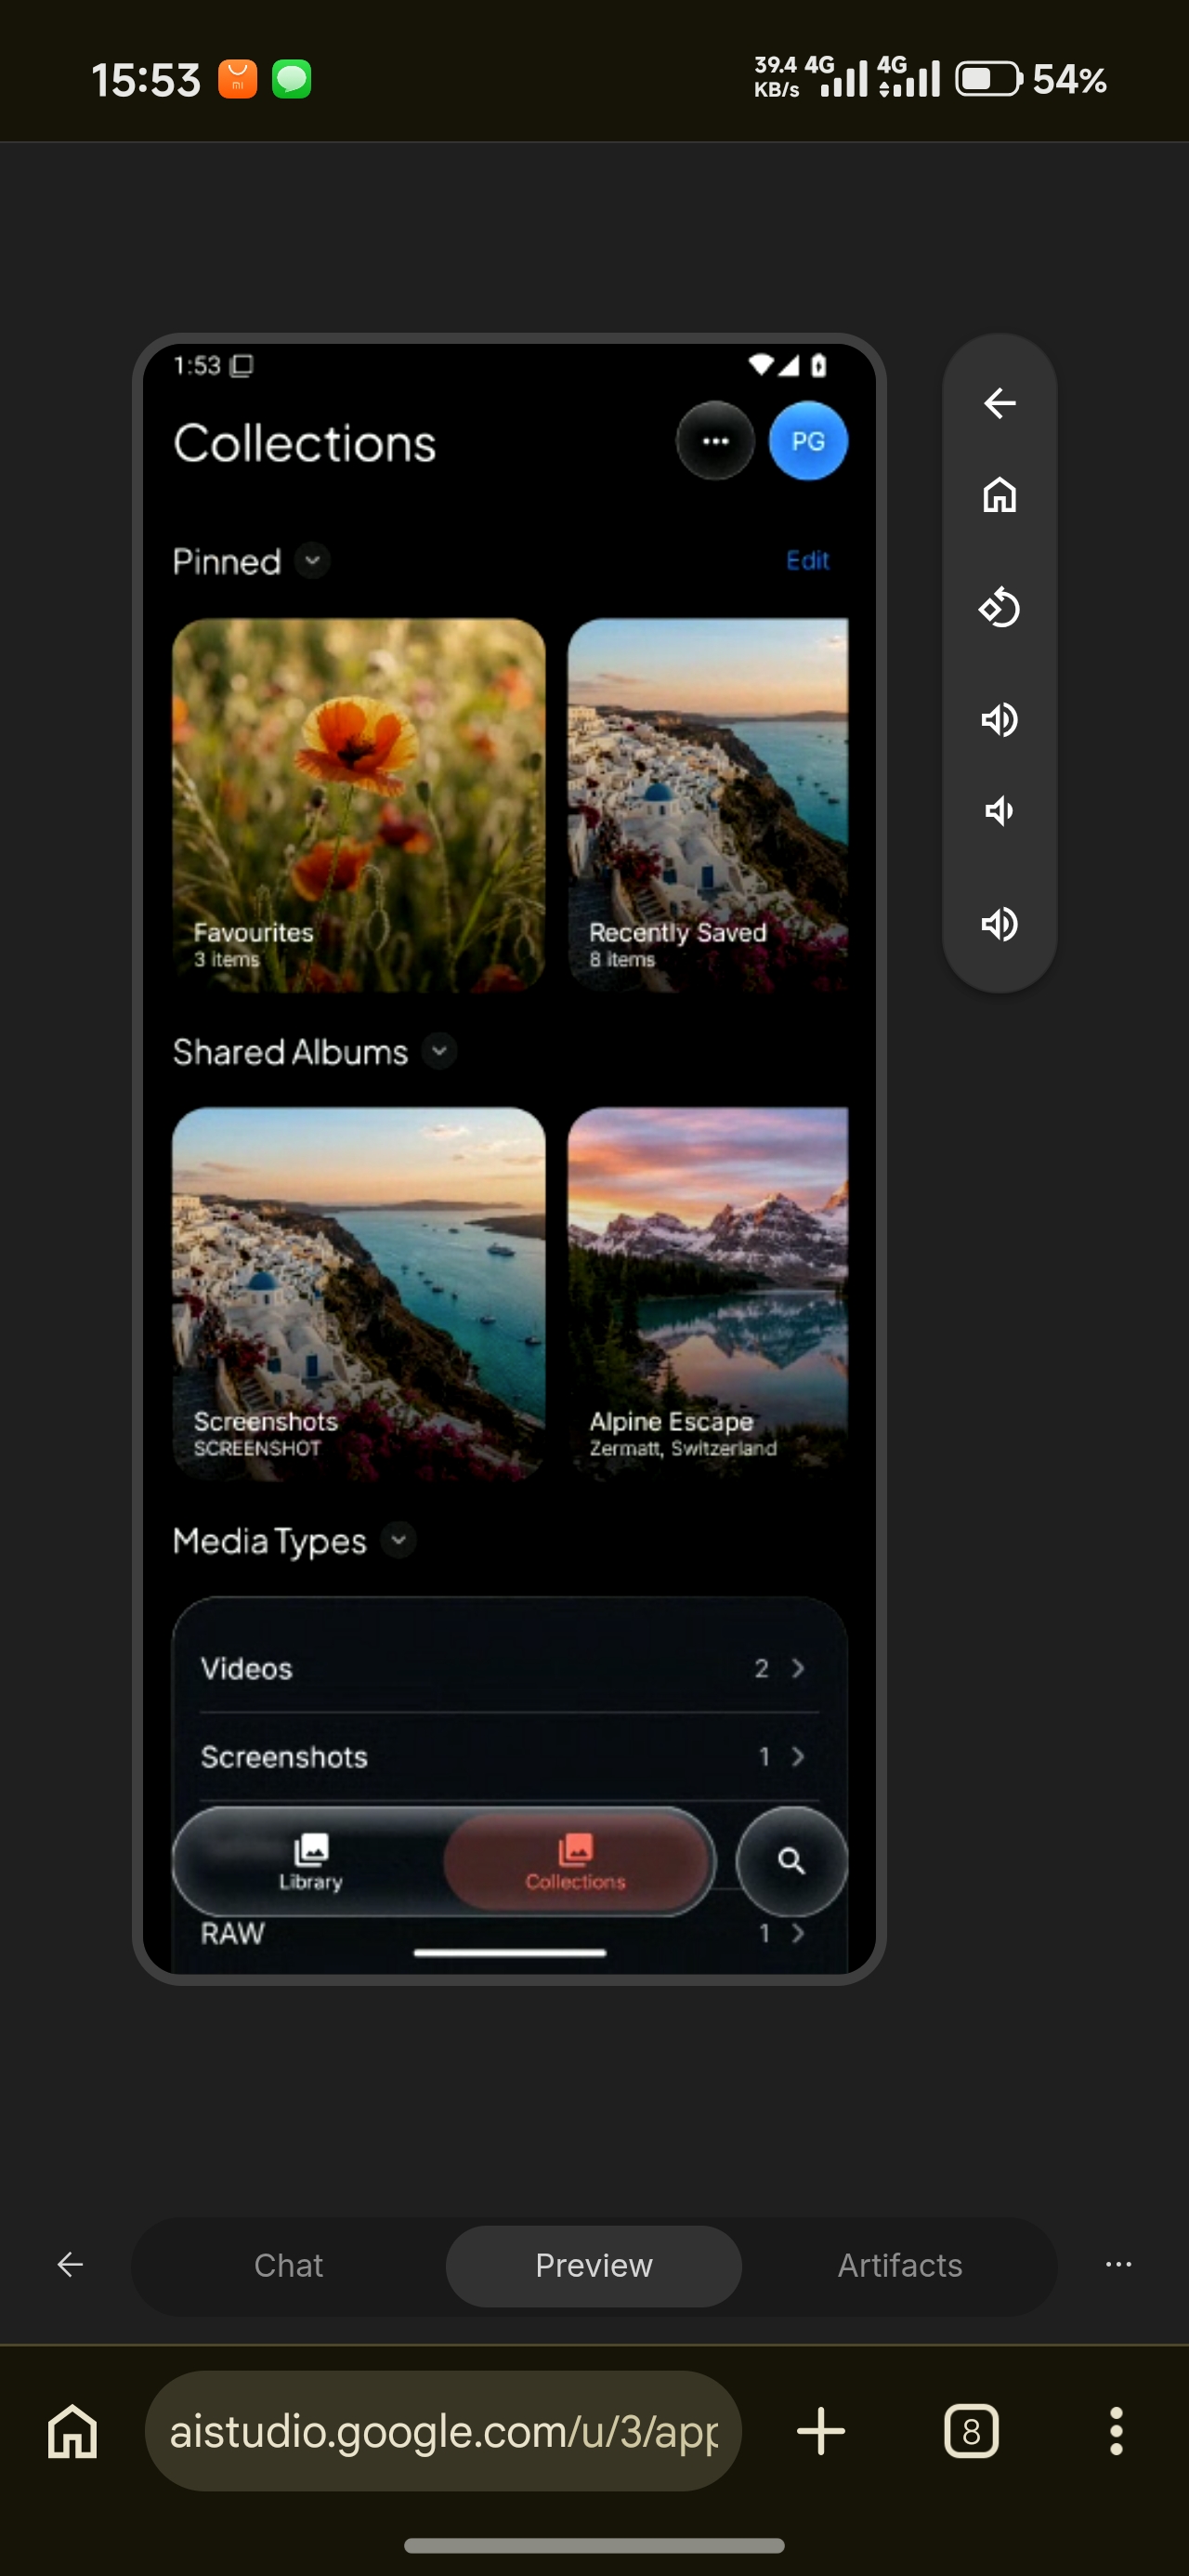 15:53
mi
39.4 KB/s 4G 4G 54%
1:53
Collections
PG
Pinned
Edit
Favourites
3 items
Recently Saved
8 items
Shared Albums
Screenshots
SCREENSHOT
Alpine Escape
Zermatt, Switzerland
Media Types
Videos 2
Screenshots 1
Library
Collections
RAW 1
Chat
Preview
Artifacts
aistudio.google.com/u/3/app
8